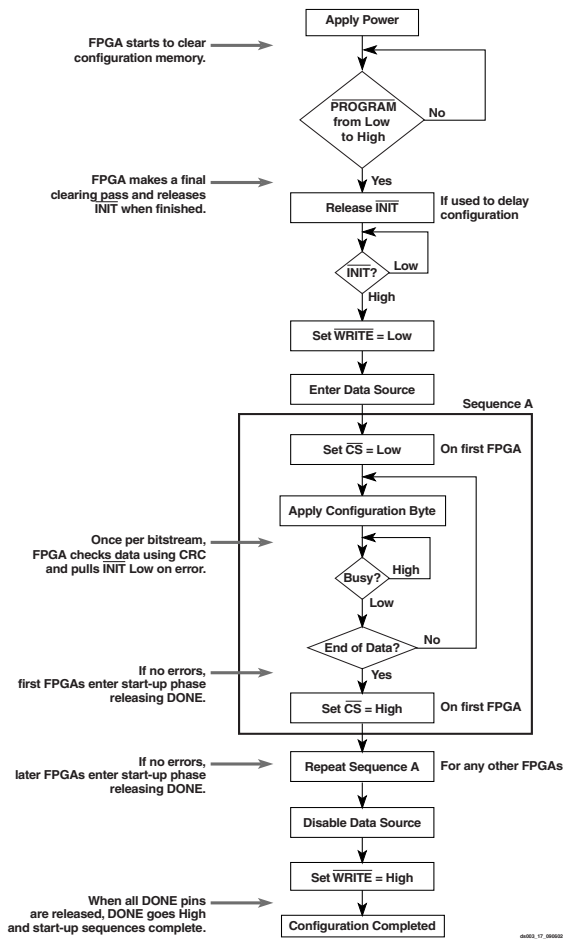 Apply Power
FPGA starts to clear
configuration memory.
PROGRAM
from Low
to High
No
Yes
FPGA makes a final
clearing pass and releases
INIT when finished.
Release INIT
If used to delay
configuration
INIT?
Low
High
Set WRITE = Low
Enter Data Source
Sequence A
Set CS = Low
On first FPGA
Apply Configuration Byte
Once per bitstream,
FPGA checks data using CRC
and pulls INIT Low on error.
Busy?
High
Low
End of Data?
No
Yes
If no errors,
first FPGAs enter start-up phase
releasing DONE.
Set CS = High
On first FPGA
If no errors,
later FPGAs enter start-up phase
releasing DONE.
Repeat Sequence A
For any other FPGAs
Disable Data Source
Set WRITE = High
When all DONE pins
are released, DONE goes High
and start-up sequences complete.
Configuration Completed
ds003_17_090602